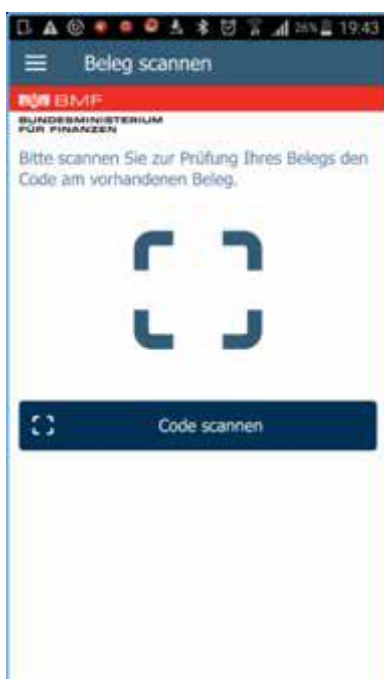 26% 19:43
Beleg scannen
BMF
BUNDESMINISTERIUM
FÜR FINANZEN
Bitte scannen Sie zur Prüfung Ihres Belegs den
Code am vorhandenen Beleg.
Code scannen